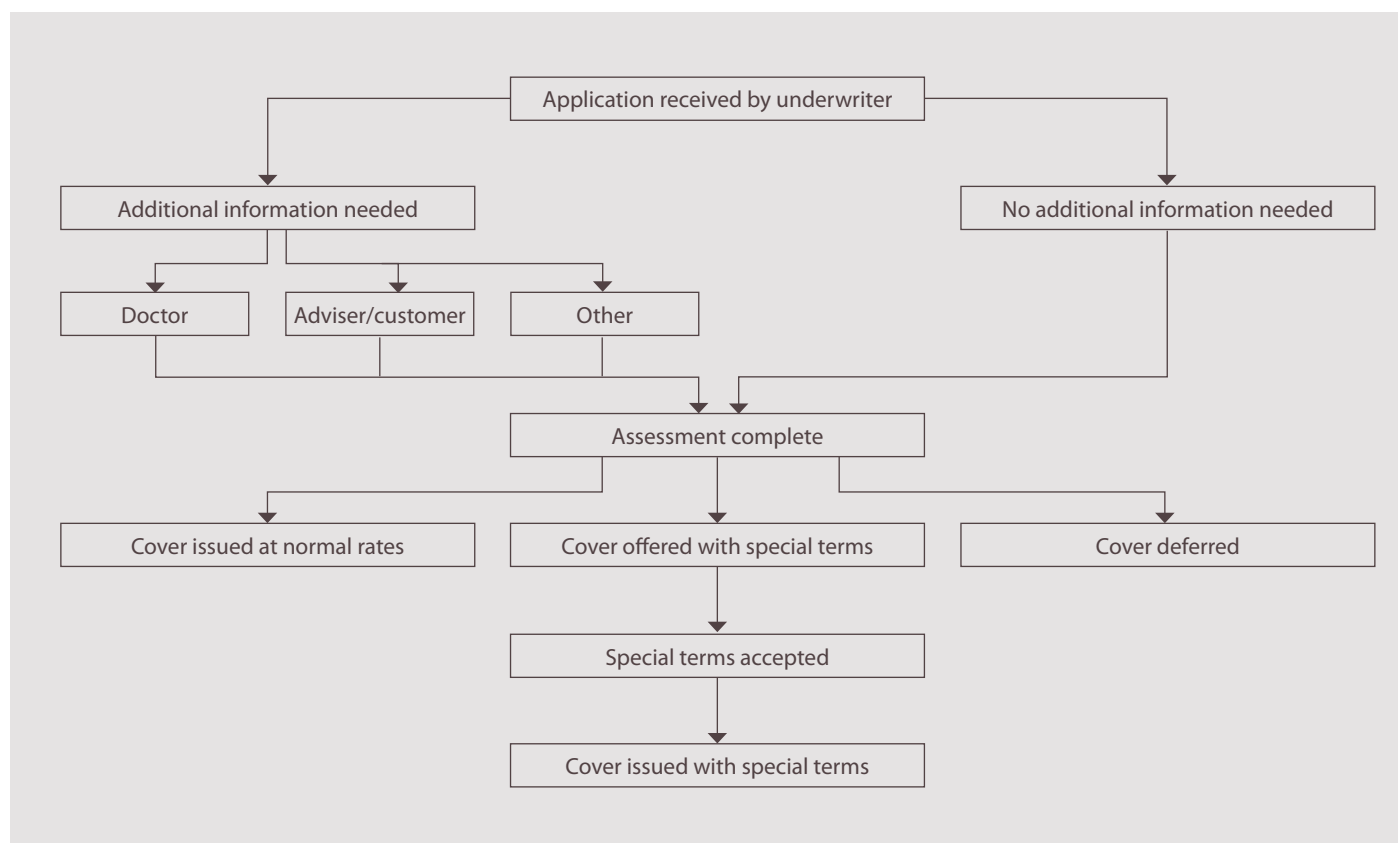 Application received by underwriter
Additional information needed
No additional information needed
Doctor
Adviser/customer
Other
Assessment complete
Cover issued at normal rates
Cover offered with special terms
Cover deferred
Special terms accepted
Cover issued with special terms